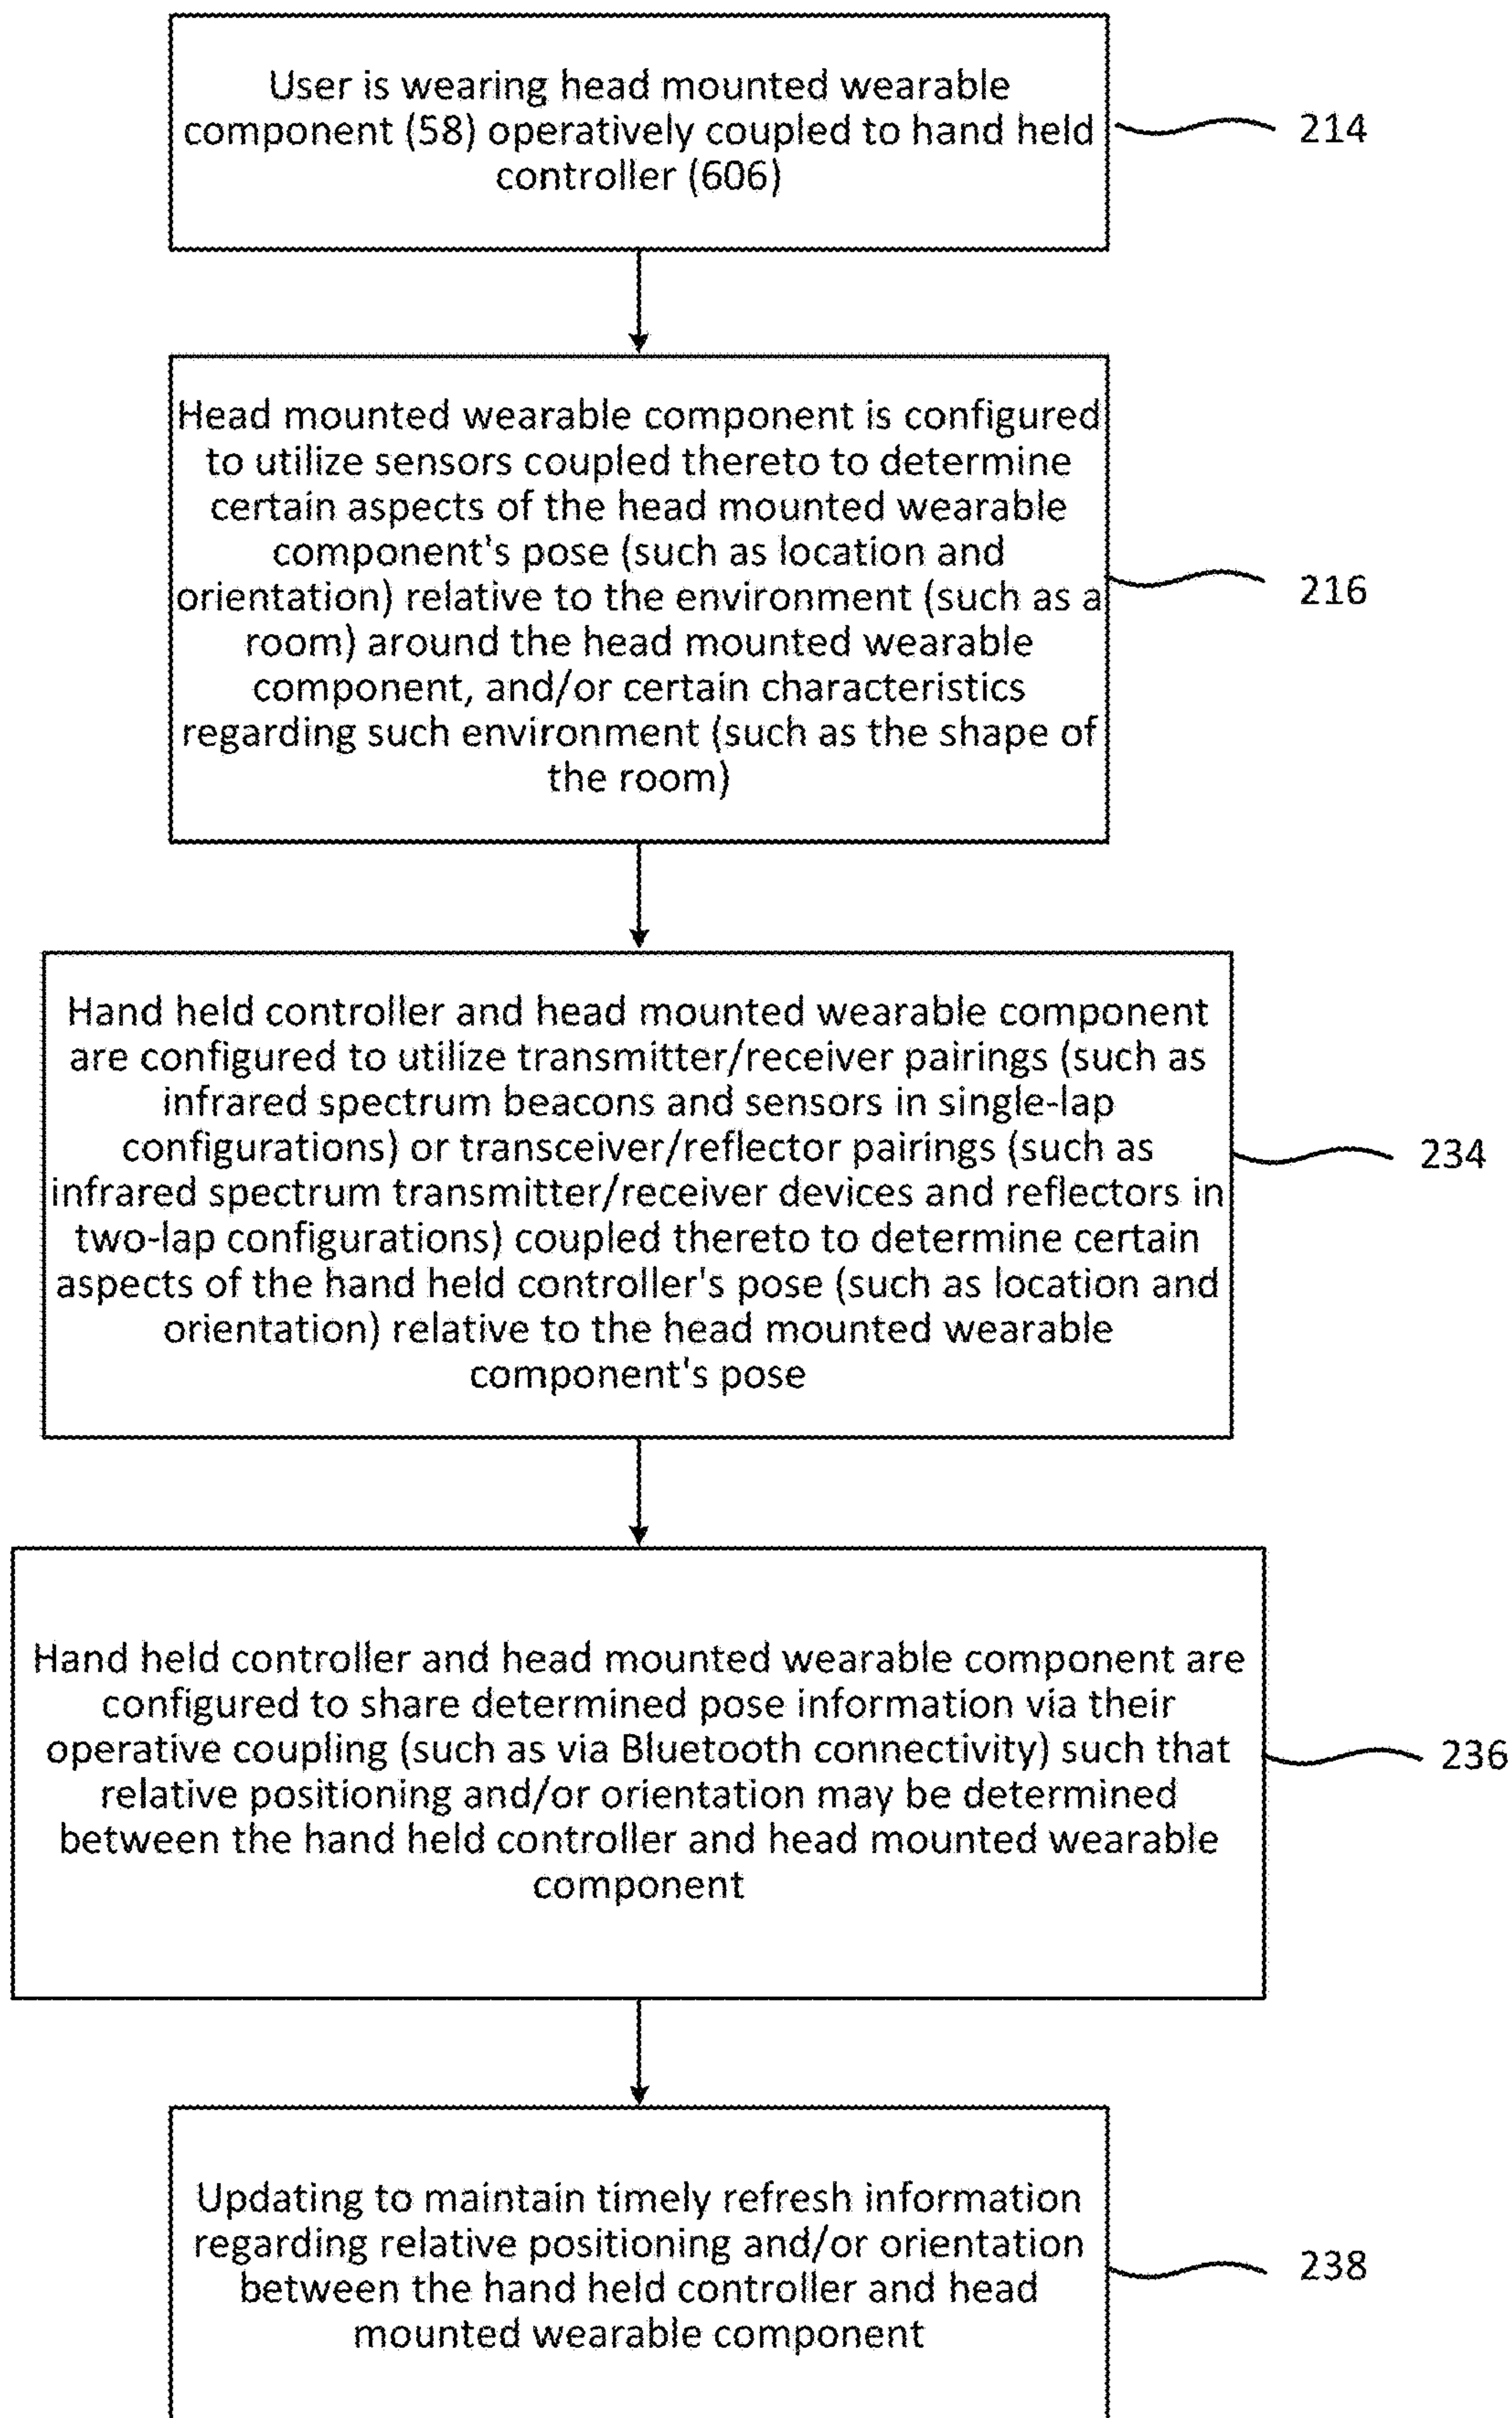 User is wearing head mounted wearable
component (58) operatively coupled to hand held
controller (606)
214
Head mounted wearable component is configured
to utilize sensors coupled thereto to determine
certain aspects of the head mounted wearable
component's pose (such as location and
orientation) relative to the environment (such as a
room) around the head mounted wearable
component, and/or certain characteristics
regarding such environment (such as the shape of
the room)
216
Hand held controller and head mounted wearable component
are configured to utilize transmitter/receiver pairings (such as
infrared spectrum beacons and sensors in single-lap
configurations) or transceiver/reflector pairings (such as
infrared spectrum transmitter/receiver devices and reflectors in
two-lap configurations) coupled thereto to determine certain
aspects of the hand held controller's pose (such as location and
orientation) relative to the head mounted wearable
component's pose
234
Hand held controller and head mounted wearable component are
configured to share determined pose information via their
operative coupling (such as via Bluetooth connectivity) such that
relative positioning and/or orientation may be determined
between the hand held controller and head mounted wearable
component
236
Updating to maintain timely refresh information
regarding relative positioning and/or orientation
between the hand held controller and head
mounted wearable component
238